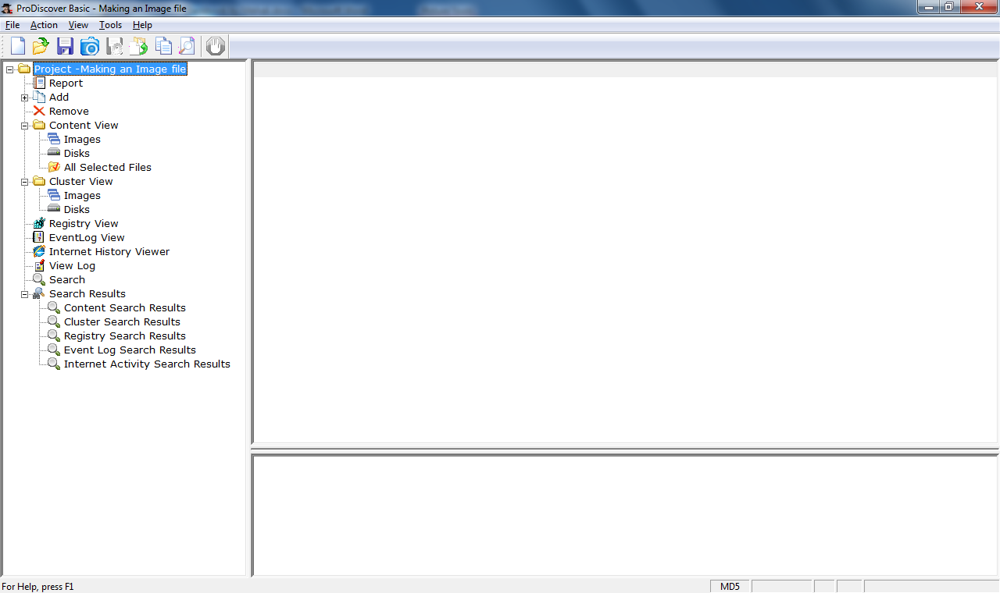 ProDiscover Basic - Making an Image file
File Action View Tools Help
Project -Making an Image file
Report
Add
Remove
Content View
Images
Disks
All Selected Files
Cluster View
Images
Disks
Registry View
EventLog View
Internet History Viewer
View Log
Search
Search Results
Content Search Results
Cluster Search Results
Registry Search Results
Event Log Search Results
Internet Activity Search Results
For Help, press F1
MD5